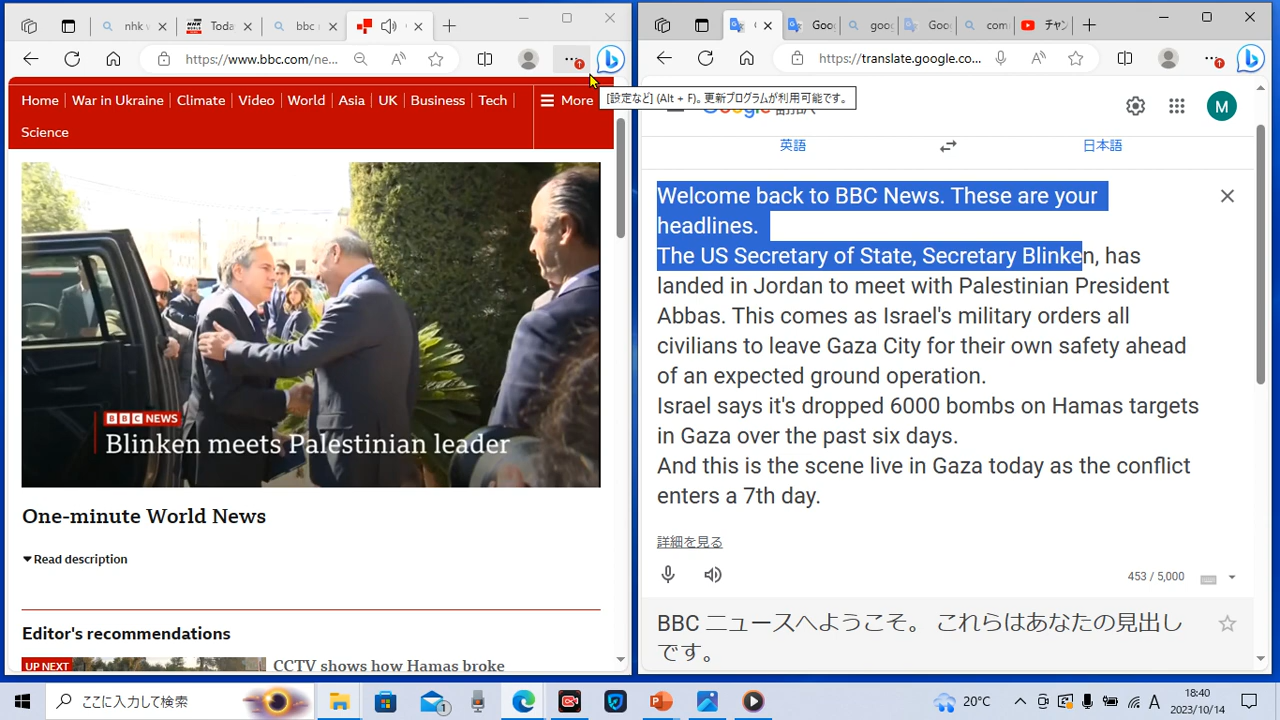 nhk w
Today
bbc
https://www.bbc.com/ne...
Home
War in Ukraine
Climate
Video
World
Asia
UK
Business
Tech
More
Science
BBC NEWS
Blinken meets Palestinian leader
One-minute World News
Read description
Editor's recommendations
UP NEXT
CCTV shows how Hamas broke
[設定など] (Alt + F)。更新プログラムが利用可能です。
Goo
goo
Goo
com
チャン
https://translate.google.co...
M
英語
日本語
Welcome back to BBC News. These are your
headlines.
The US Secretary of State, Secretary Blinken, has
landed in Jordan to meet with Palestinian President
Abbas. This comes as Israel's military orders all
civilians to leave Gaza City for their own safety ahead
of an expected ground operation.
Israel says it's dropped 6000 bombs on Hamas targets
in Gaza over the past six days.
And this is the scene live in Gaza today as the conflict
enters a 7th day.
詳細を見る
453 / 5,000
BBC ニュースへようこそ。 これらはあなたの見出し
です。
ここに入力して検索
1
20°C
A
18:40
2023/10/14